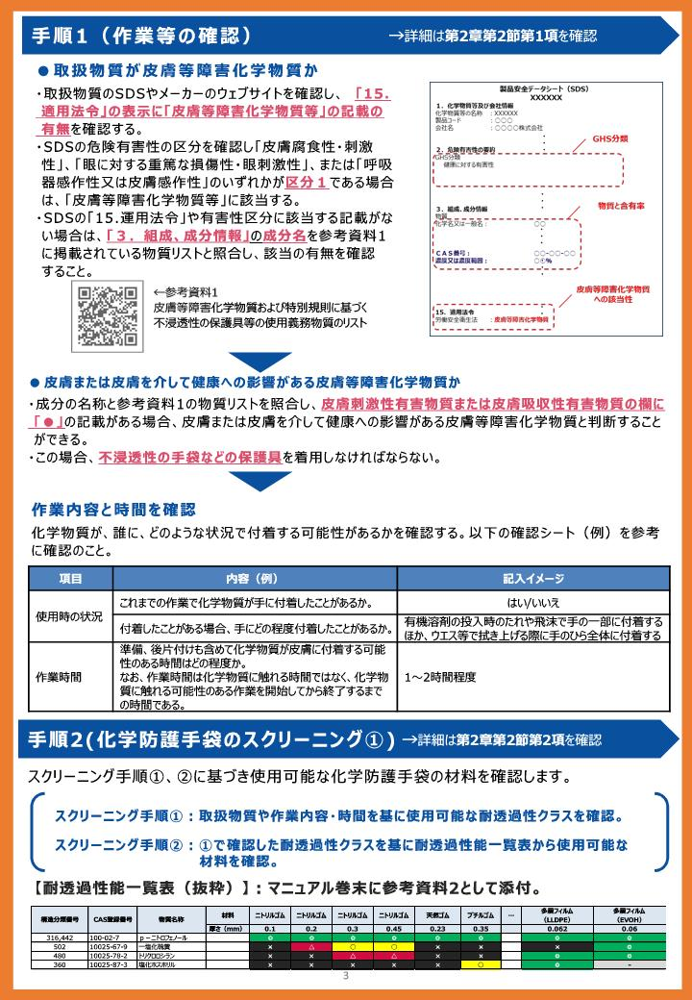 手順1（作業等の確認） →詳細は第2章第2節第1項を確認
●取扱物質が皮膚等障害化学物質か
・取扱物質のSDSやメーカーのウェブサイトを確認し、「15.
適用法令」の表示に「皮膚等障害化学物質等」の記載の
有無を確認する。
・SDSの危険有害性の区分を確認し「皮膚腐食性・刺激
性」、「眼に対する重篤な損傷性・眼刺激性」、または「呼吸
器感作性又は皮膚感作性」のいずれかが区分１である場合
は、「皮膚等障害化学物質等」に該当する。
・SDSの「15.運用法令」や有害性区分に該当する記載がな
い場合は、「３．組成、成分情報」の成分名を参考資料1
に掲載されている物質リストと照合し、該当の有無を確認
すること。
←参考資料1
皮膚等障害化学物質および特別規則に基づく
不浸透性の保護具等の使用義務物質のリスト
製品安全データシート（SDS）
XXXXXX
1．化学物質等及び会社情報
化学物質等の名称 ：XXXXXX
製品コード ：○○○
会社名 ：○○○○株式会社
2．危険有害性の要約
GHS分類
健康に対する有害性
GHS分類
3．組成、成分情報
物質
化学名又は一般名： ○○
物質と含有率
CAS番号： ○○-○○-○○
濃度又は濃度範囲： ○○%
皮膚等障害化学物質
への該当性
15．適用法令
労働安全衛生法 ：皮膚等障害化学物質
●皮膚または皮膚を介して健康への影響がある皮膚等障害化学物質か
・成分の名称と参考資料1の物質リストを照合し、皮膚刺激性有害物質または皮膚吸収性有害物質の欄に
「●」の記載がある場合、皮膚または皮膚を介して健康への影響がある皮膚等障害化学物質と判断すること
ができる。
・この場合、不浸透性の手袋などの保護具を着用しなければならない。
作業内容と時間を確認
化学物質が、誰に、どのような状況で付着する可能性があるかを確認する。以下の確認シート（例）を参考
に確認のこと。
項目 内容（例） 記入イメージ
使用時の状況 これまでの作業で化学物質が手に付着したことがあるか。 はい/いいえ
付着したことがある場合、手にどの程度付着したことがあるか。 有機溶剤の投入時のたれや飛沫で手の一部に付着する
ほか、ウエス等で拭き上げる際に手のひら全体に付着する
作業時間 準備、後片付けも含めて化学物質が皮膚に付着する可能
性のある時間はどの程度か。
なお、作業時間は化学物質に触れる時間ではなく、化学物
質に触れる可能性のある作業を開始してから終了するまで
の時間である。
1～2時間程度
手順2(化学防護手袋のスクリーニング①) →詳細は第2章第2節第2項を確認
スクリーニング手順①、②に基づき使用可能な化学防護手袋の材料を確認します。
スクリーニング手順①：取扱物質や作業内容・時間を基に使用可能な耐透過性クラスを確認。
スクリーニング手順②：①で確認した耐透過性クラスを基に耐透過性能一覧表から使用可能な
材料を確認。
【耐透過性能一覧表（抜粋）】：マニュアル巻末に参考資料2として添付。
構造分類番号 CAS登録番号 物質名称 材料 ニトリルゴム ニトリルゴム ニトリルゴム ニトリルゴム 天然ゴム ブチルゴム … 多層フィルム（LLDPE） 多層フィルム（EVOH）
厚さ（mm） 0.1 0.2 0.3 0.45 0.23 0.35 0.062 0.06
316,442 100-02-7 p－ニトロフェノール ◎ ◎ ◎ ◎ ◎ ◎ ◎ ◎
502 10025-67-9 一塩化硫黄 × △ ○ ○ × × × ◎
480 10025-78-2 トリクロロシラン × × △ △ × × ◎ ◎
360 10025-87-3 塩化ホスホリル × × × × × ○ ◎ -
3